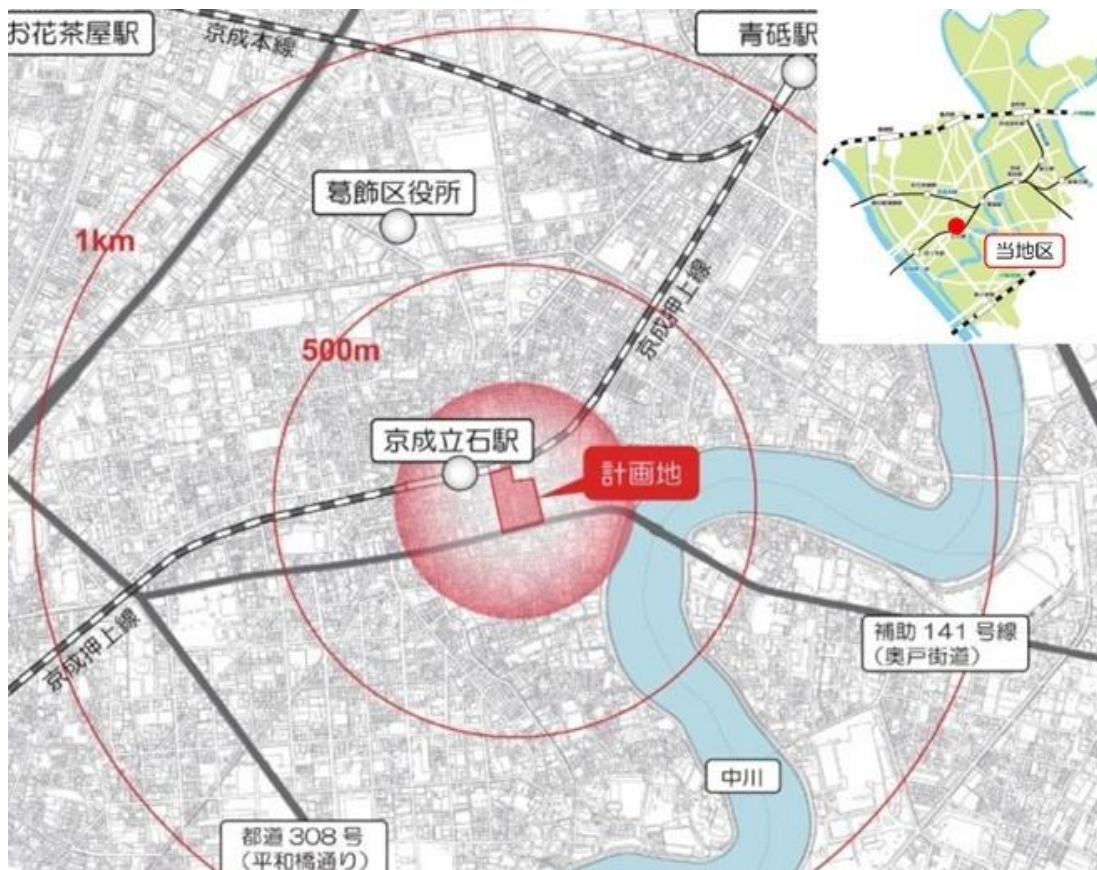 お花茶屋駅
京成本線
青砥駅
葛飾区役所
1km
500m
京成押上線
当地区
京成立石駅
計画地
京成押上線
補助 141 号線
(奥戸街道)
中川
都道 308 号
(平和橋通り)